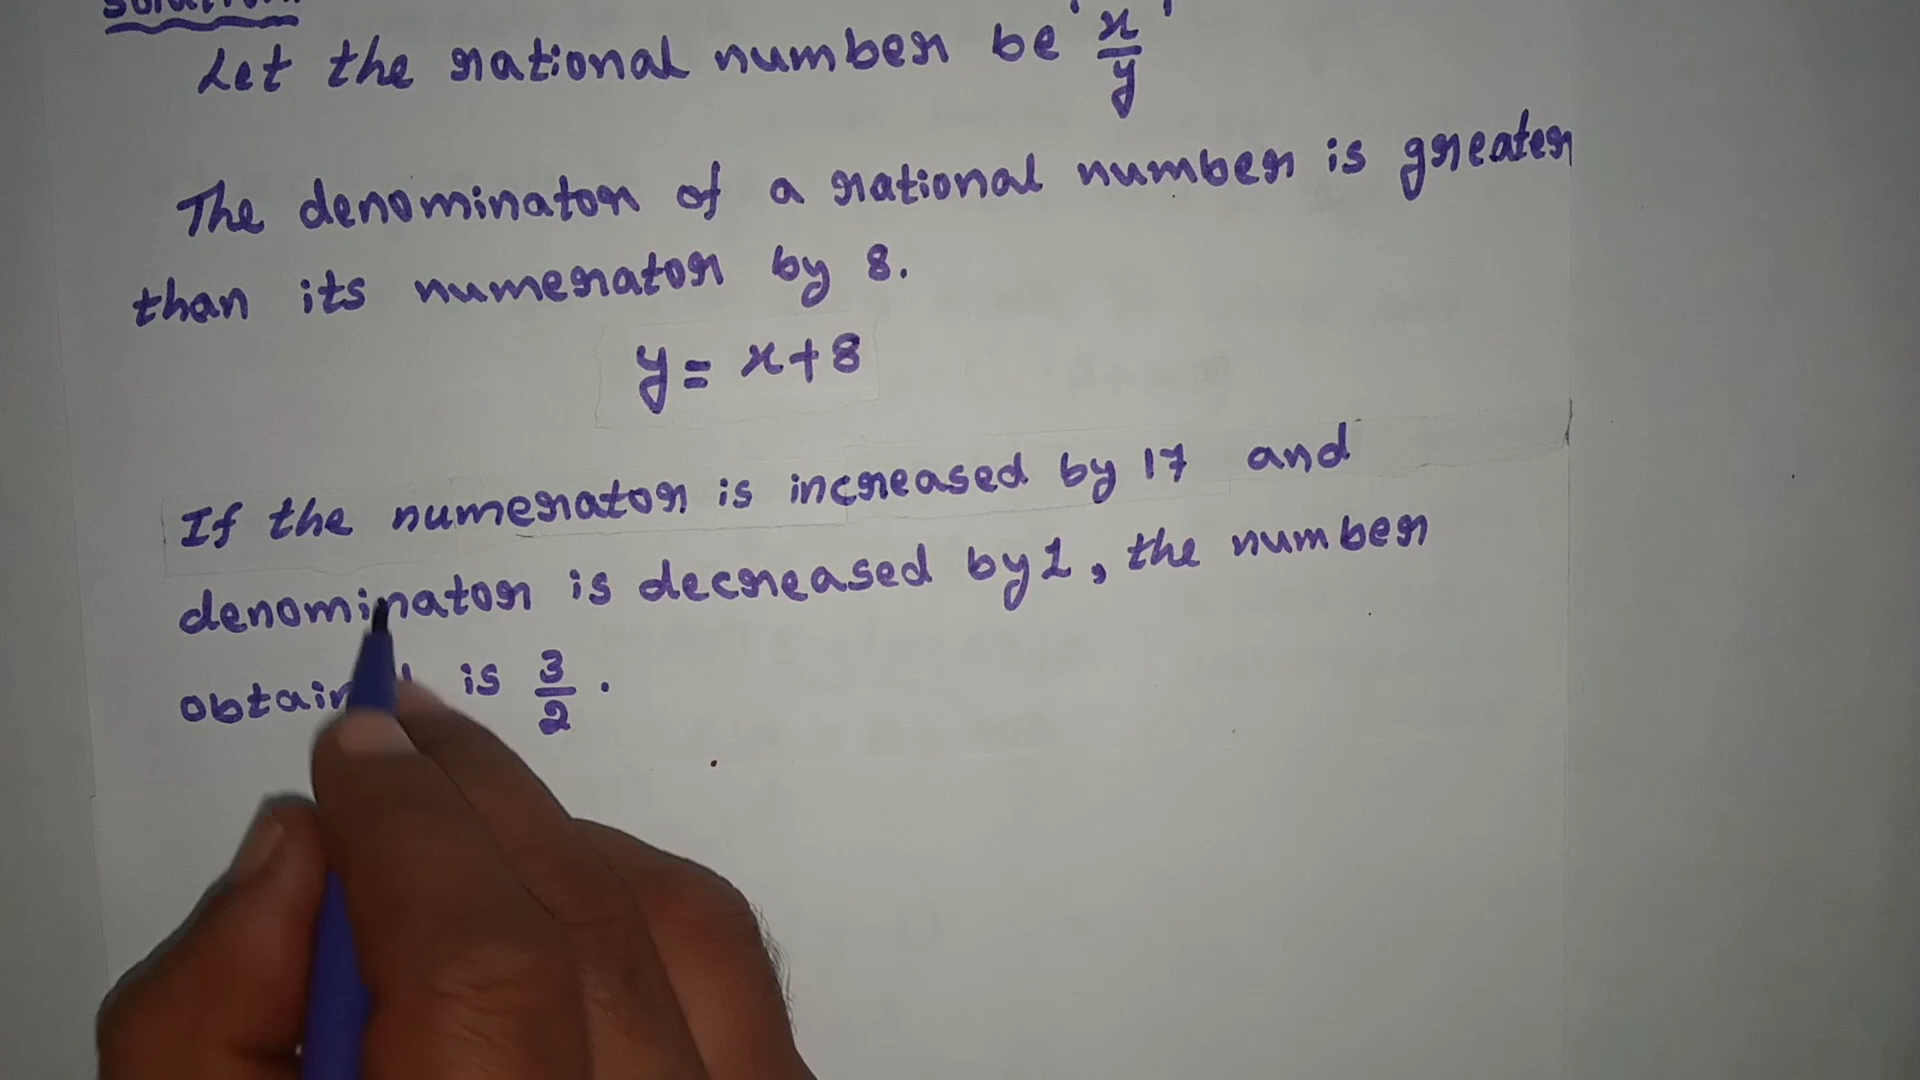 Solution:
Let the rational number be 'x/y'
The denominator of a rational number is greater
than its numerator by 8.
y = x+8
If the numerator is increased by 17 and
denominator is decreased by 1, the number
is 3/2.